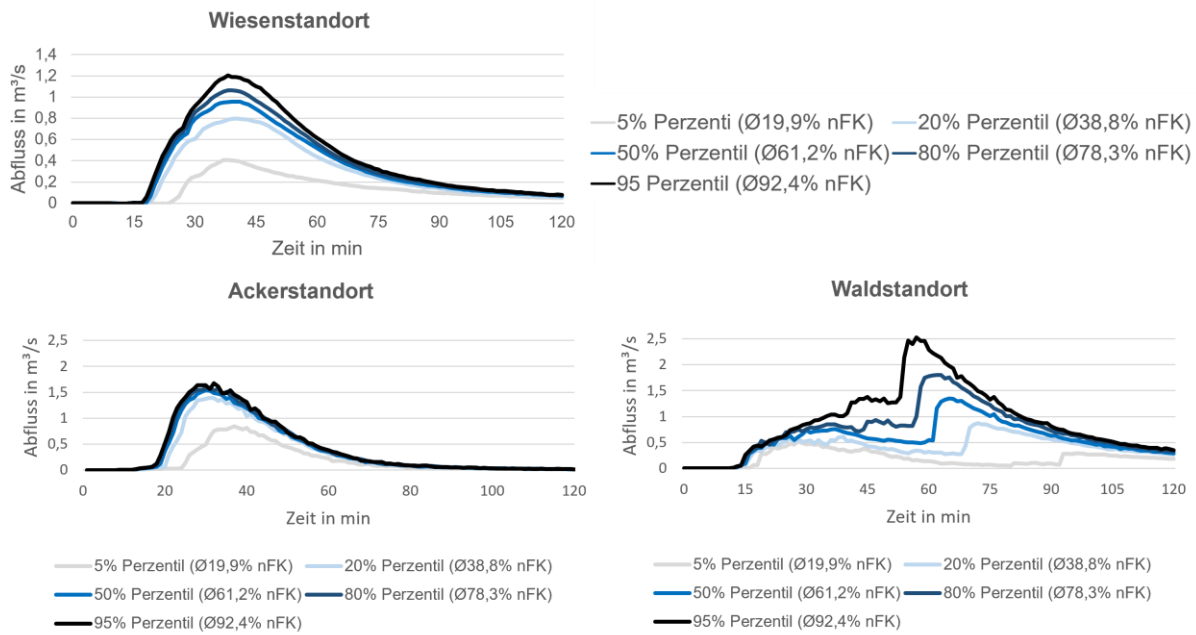 Wiesenstandort
Abfluss in m³/s
1,4
1,2
1
0,8
0,6
0,4
0,2
0
0 15 30 45 60 75 90 105 120
Zeit in min
5% Perzenti (Ø19,9% nFK) 20% Perzentil (Ø38,8% nFK)
50% Perzentil (Ø61,2% nFK) 80% Perzentil (Ø78,3% nFK)
95 Perzentil (Ø92,4% nFK)
Ackerstandort
Abfluss in m³/s
2,5
2
1,5
1
0,5
0
0 20 40 60 80 100 120
Zeit in min
5% Perzentil (Ø19,9% nFK) 20% Perzentil (Ø38,8% nFK)
50% Perzentil (Ø61,2% nFK) 80% Perzentil (Ø78,3% nFK)
95% Perzentil (Ø92,4% nFK)
Waldstandort
Abfluss in m³/s
2,5
2
1,5
1
0,5
0
0 15 30 45 60 75 90 105 120
Zeit in min
5% Perzentil (Ø19,9% nFK) 20% Perzentil (Ø38,8% nFK)
50% Perzentil (Ø61,2% nFK) 80% Perzentil (Ø78,3% nFK)
95% Perzentil (Ø92,4% nFK)